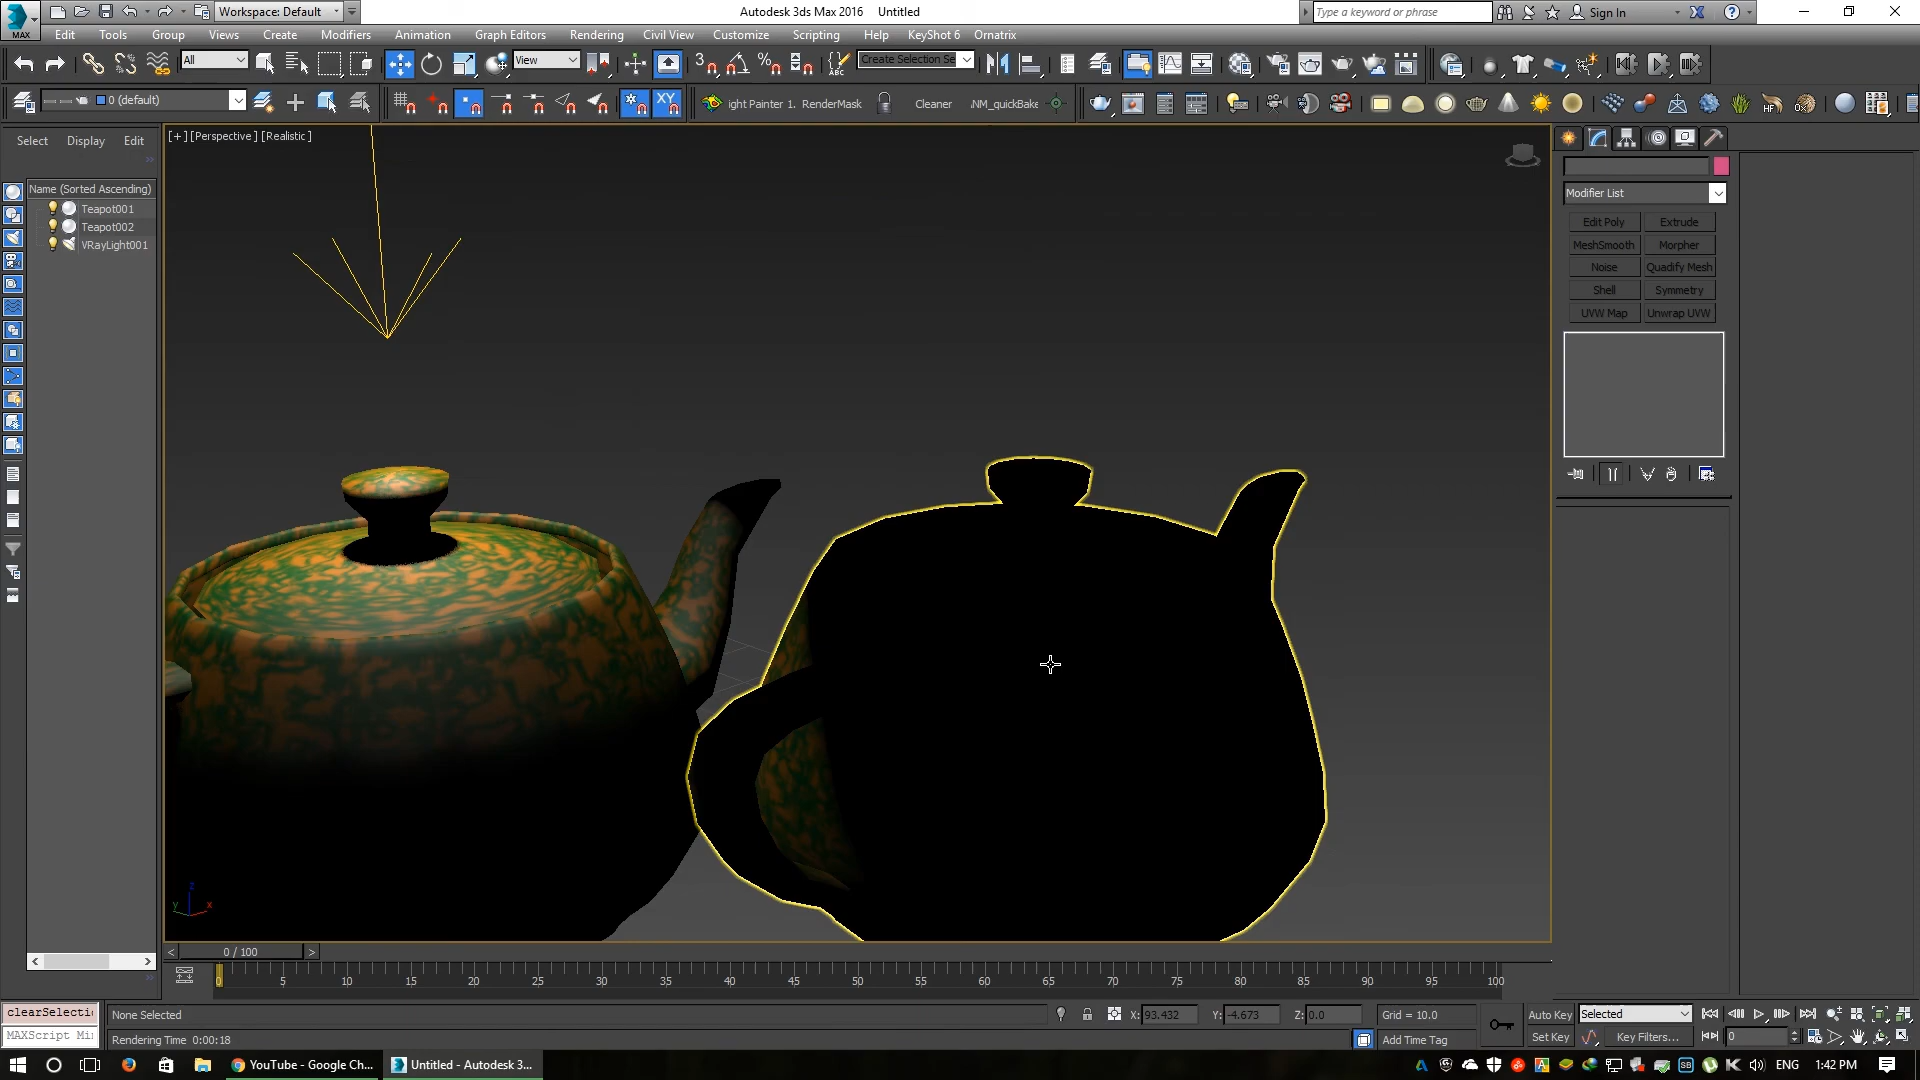 Workspace: Default
Autodesk 3ds Max 2016 Untitled
Type a keyword or phrase
Sign In
MAX
Edit Tools Group Views Create Modifiers Animation Graph Editors Rendering Civil View Customize Scripting Help KeyShot 6 Ornatrix
All
View
3
ABC
Create Selection Se
0 (default)
XY
ight Painter 1. RenderMask Cleaner .NM_quickBake
HF
Select Display Edit
[+] [Perspective] [Realistic]
Name (Sorted Ascending)
Teapot001
Teapot002
VRayLight001
Modifier List
Edit Poly Extrude
MeshSmooth Morpher
Noise Quadify Mesh
Shell Symmetry
UVW Map Unwrap UVW
z
y x
< 0 / 100 >
0 5 10 15 20 25 30 35 40 45 50 55 60 65 70 75 80 85 90 95 100
clearSelecti
None Selected
X: 93.432 Y: -4.673 Z: 0.0 Grid = 10.0
Auto Key Selected
MAXScript Mi
Rendering Time 0:00:18
Add Time Tag
Set Key Key Filters... 0
YouTube - Google Ch...
Untitled - Autodesk 3...
ENG 1:42 PM